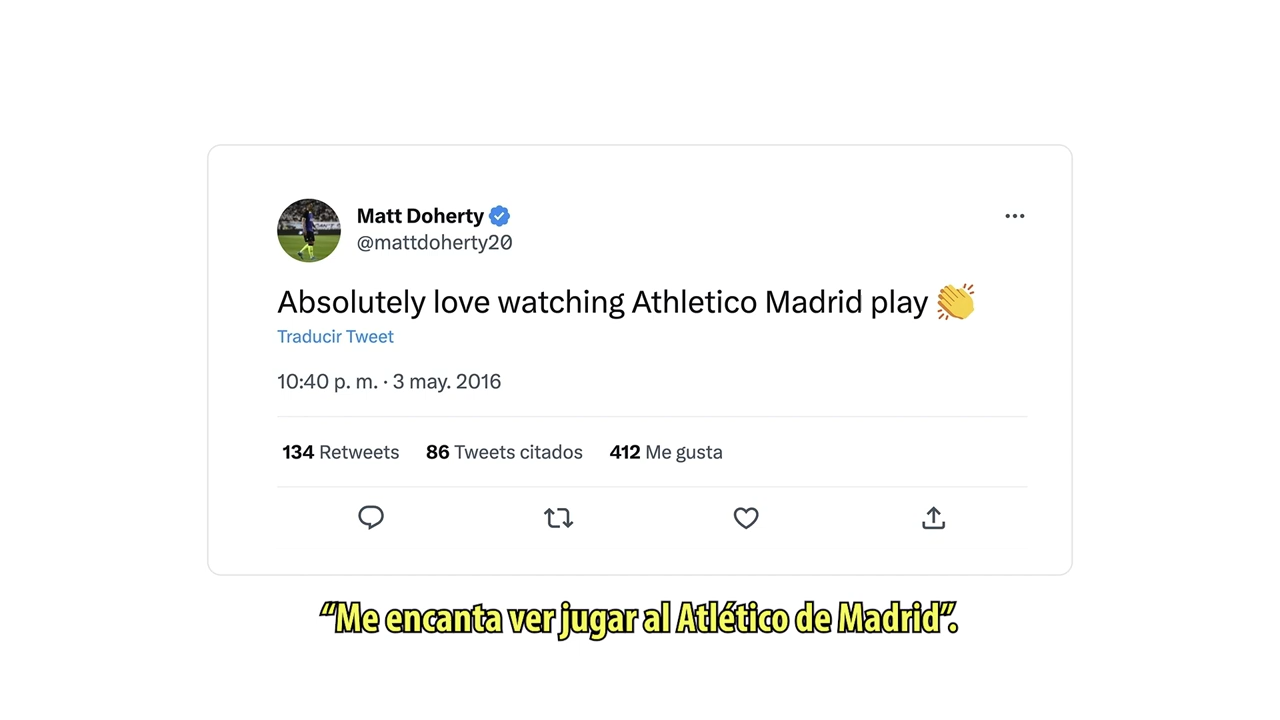 Matt Doherty
@mattdoherty20
Absolutely love watching Athletico Madrid play 👏
Traducir Tweet
10:40 p. m. · 3 may. 2016
134 Retweets 86 Tweets citados 412 Me gusta
“Me encanta ver jugar al Atlético de Madrid”.